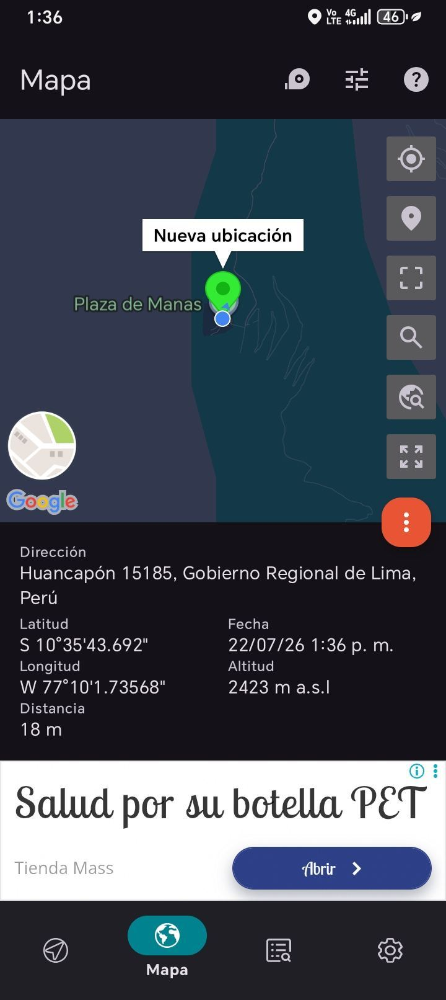 1:36
Vo LTE 4G 46
Mapa
Nueva ubicación
Plaza de Manas
Google
Dirección
Huancapón 15185, Gobierno Regional de Lima,
Perú
Latitud
S 10°35'43.692"
Fecha
22/07/26 1:36 p. m.
Longitud
W 77°10'1.73568"
Altitud
2423 m a.s.l
Distancia
18 m
Salud por su botella PET
Tienda Mass
Abrir
Mapa